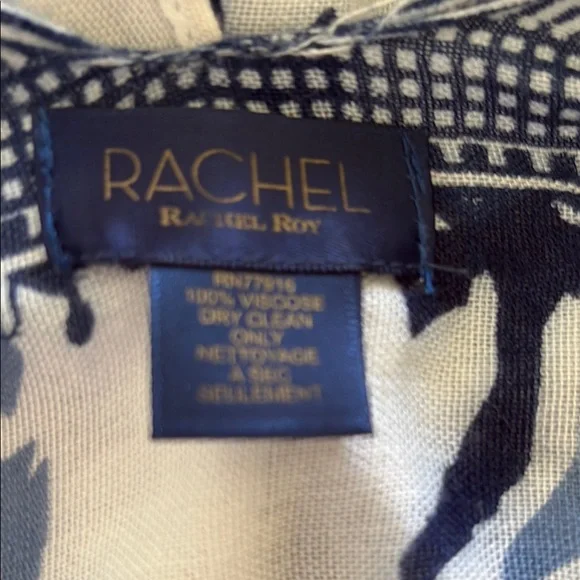 RACHEL
RACHEL ROY
RN77916
100% VISCOSE
DRY CLEAN
ONLY
NETTOYAGE
À SEC
SEULEMENT